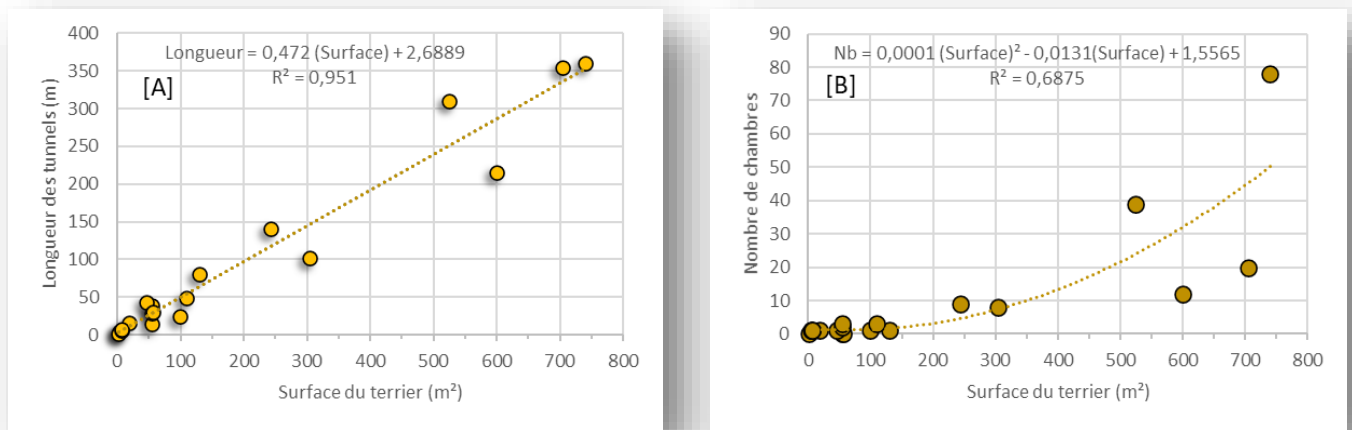 Longueur = 0,472 (Surface) + 2,6889
R² = 0,951
[A]
Longueur des tunnels (m)
400
350
300
250
200
150
100
50
0
0 100 200 300 400 500 600 700 800
Surface du terrier (m²)
Nb = 0,0001 (Surface)² - 0,0131(Surface) + 1,5565
R² = 0,6875
[B]
Nombre de chambres
90
80
70
60
50
40
30
20
10
0
0 100 200 300 400 500 600 700 800
Surface du terrier (m²)